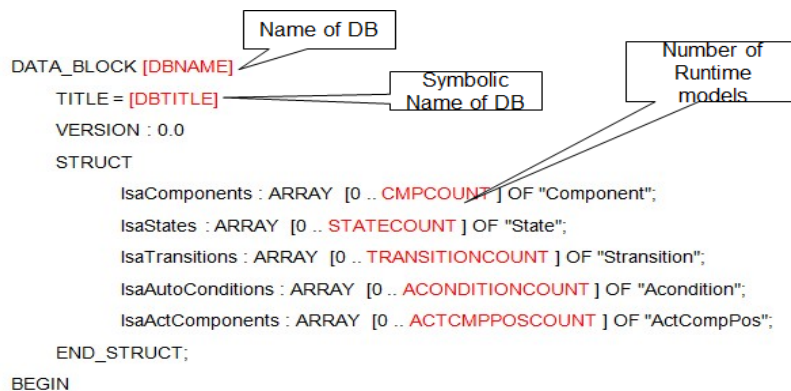 Name of DB
Number of
Runtime
models
DATA_BLOCK [DBNAME]
Symbolic
Name of DB
TITLE = [DBTITLE]
VERSION : 0.0
STRUCT
IsaComponents : ARRAY [0 .. CMPCOUNT ] OF "Component";
IsaStates : ARRAY [0 .. STATECOUNT ] OF "State";
IsaTransitions : ARRAY [0 .. TRANSITIONCOUNT ] OF "Stransition";
IsaAutoConditions : ARRAY [0 .. ACONDITIONCOUNT ] OF "Acondition";
IsaActComponents : ARRAY [0 .. ACTCMPPOSCOUNT ] OF "ActCompPos";
END_STRUCT;
BEGIN